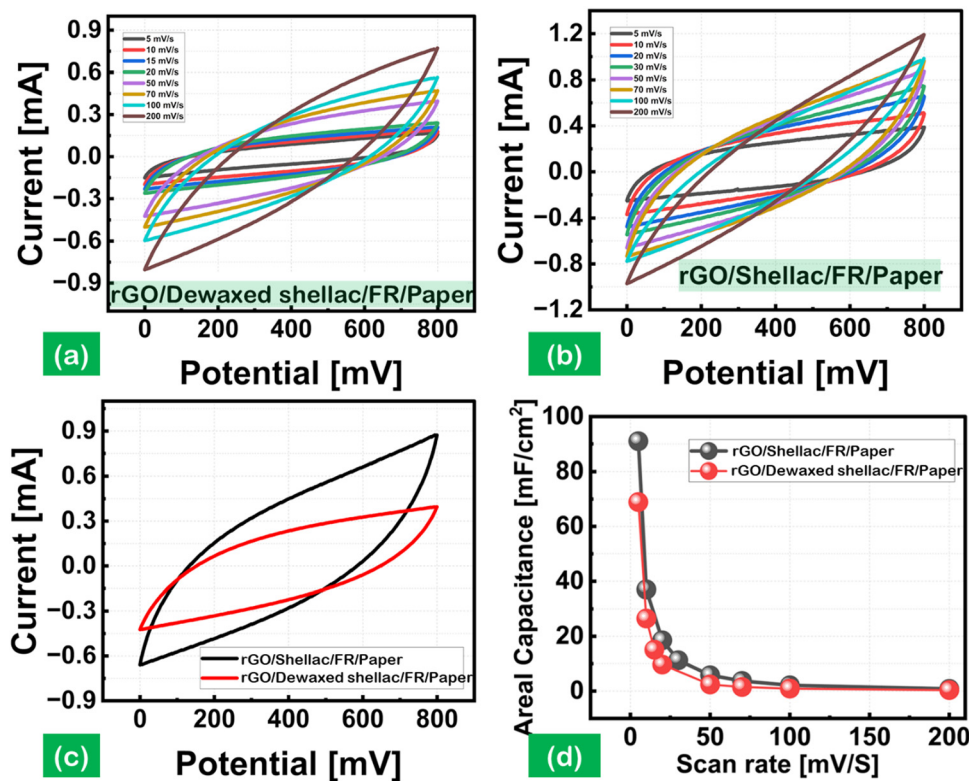 0.9
0.6
0.3
0.0
−0.3
−0.6
−0.9
Current [mA]
5 mV/s
10 mV/s
15 mV/s
20 mV/s
50 mV/s
70 mV/s
100 mV/s
200 mV/s
rGO/Dewaxed shellac/FR/Paper
0 200 400 600 800
Potential [mV]
(a)
1.2
0.8
0.4
0.0
−0.4
−0.8
−1.2
Current [mA]
5 mV/s
10 mV/s
20 mV/s
30 mV/s
50 mV/s
70 mV/s
100 mV/s
200 mV/s
rGO/Shellac/FR/Paper
0 200 400 600 800
Potential [mV]
(b)
0.9
0.6
0.3
0.0
−0.3
−0.6
−0.9
Current [mA]
rGO/Shellac/FR/Paper
rGO/Dewaxed shellac/FR/Paper
0 200 400 600 800
Potential [mV]
(c)
100
80
60
40
20
0
Areal Capacitance [mF/cm²]
rGO/Shellac/FR/Paper
rGO/Dewaxed shellac/FR/Paper
0 50 100 150 200
Scan rate [mV/S]
(d)